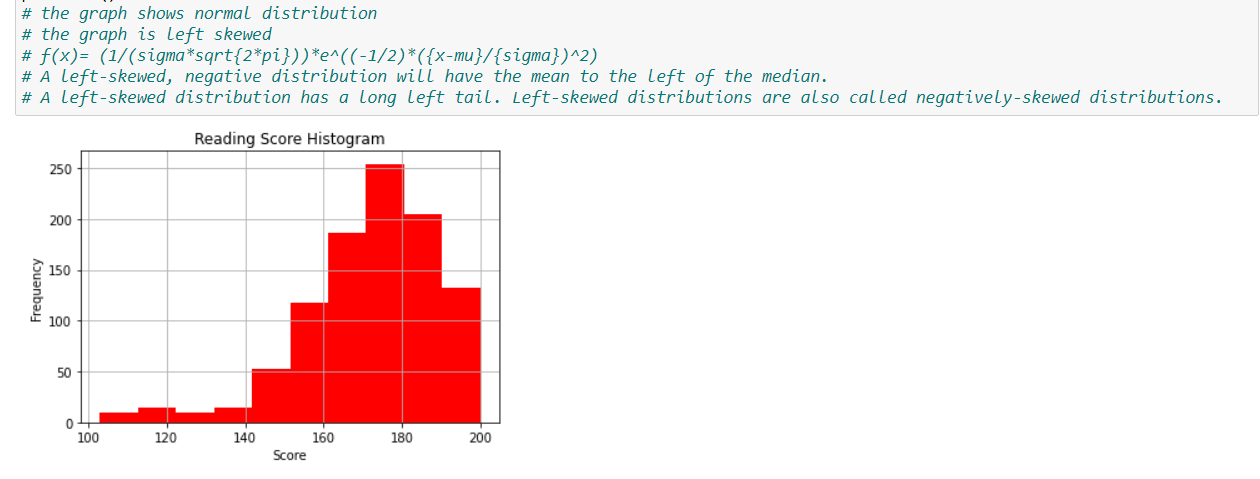 # the graph shows normal distribution
# the graph is left skewed
# f(x)= (1/(sigma*sqrt{2*pi}))*e^((-1/2)*({x-mu}/{sigma})^2)
# A left-skewed, negative distribution will have the mean to the left of the median.
# A left-skewed distribution has a long left tail. Left-skewed distributions are also called negatively-skewed distributions.
Reading Score Histogram
250
200
150
100
50
0
Frequency
100 120 140 160 180 200
Score